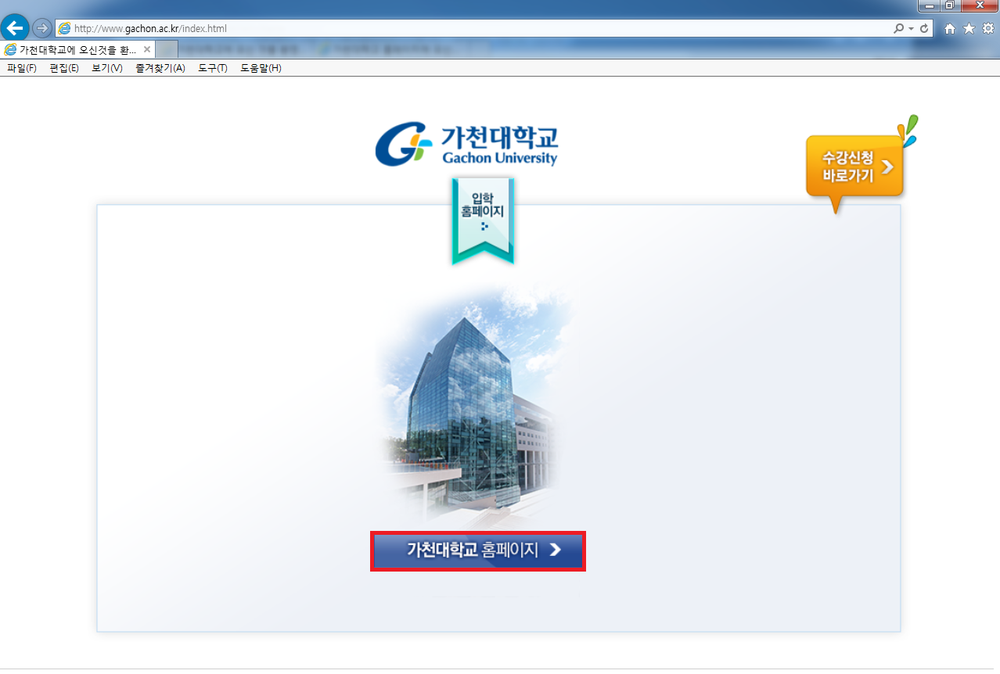 http://www.gachon.ac.kr/index.html
가천대학교에 오신것을 환...
파일(F) 편집(E) 보기(V) 즐겨찾기(A) 도구(T) 도움말(H)
가천대학교
Gachon University
수강신청
바로가기
입학
홈페이지
가천대학교 홈페이지